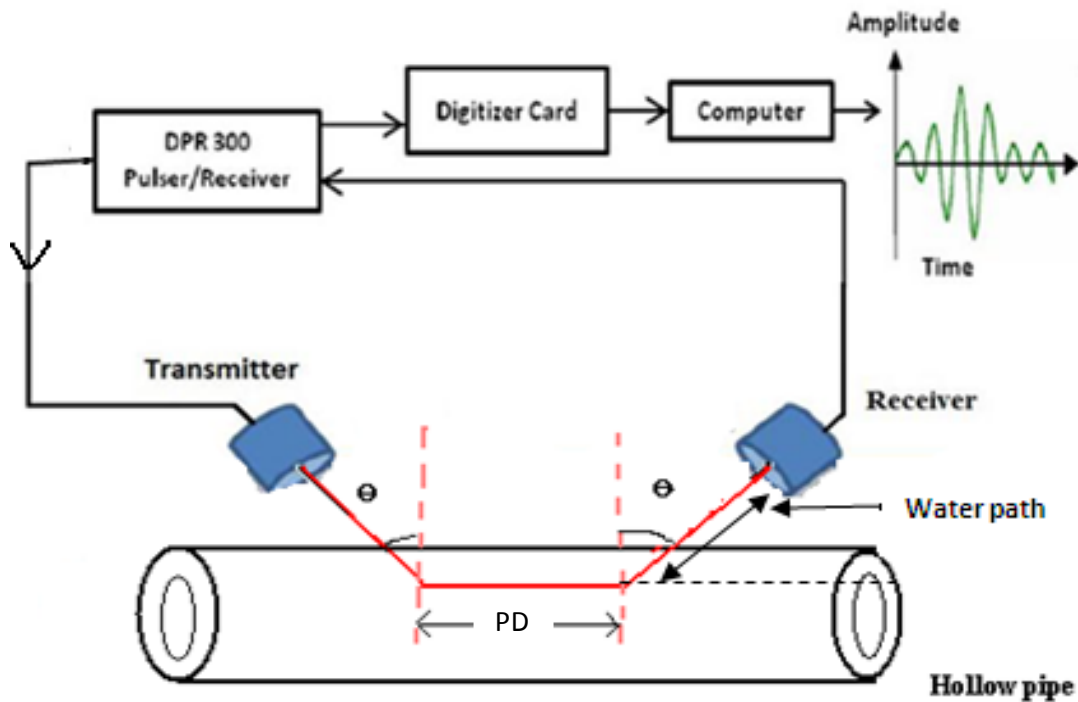 Amplitude
Digitizer Card
Computer
DPR 300
Pulser/Receiver
Time
Transmitter
Receiver
Θ
Θ
Water path
PD
Hollow pipe